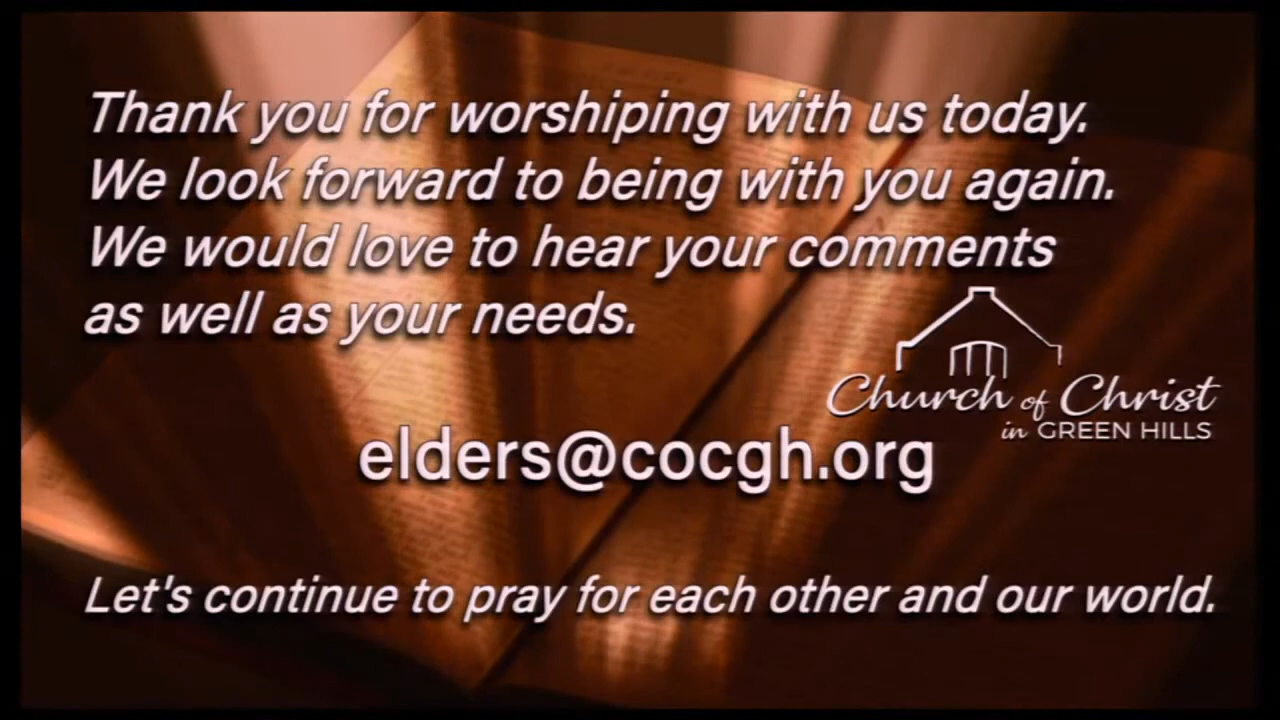 Thank you for worshiping with us today.
We look forward to being with you again.
We would love to hear your comments
as well as your needs.
Church of Christ
in GREEN HILLS
elders@cocgh.org
Let's continue to pray for each other and our world.